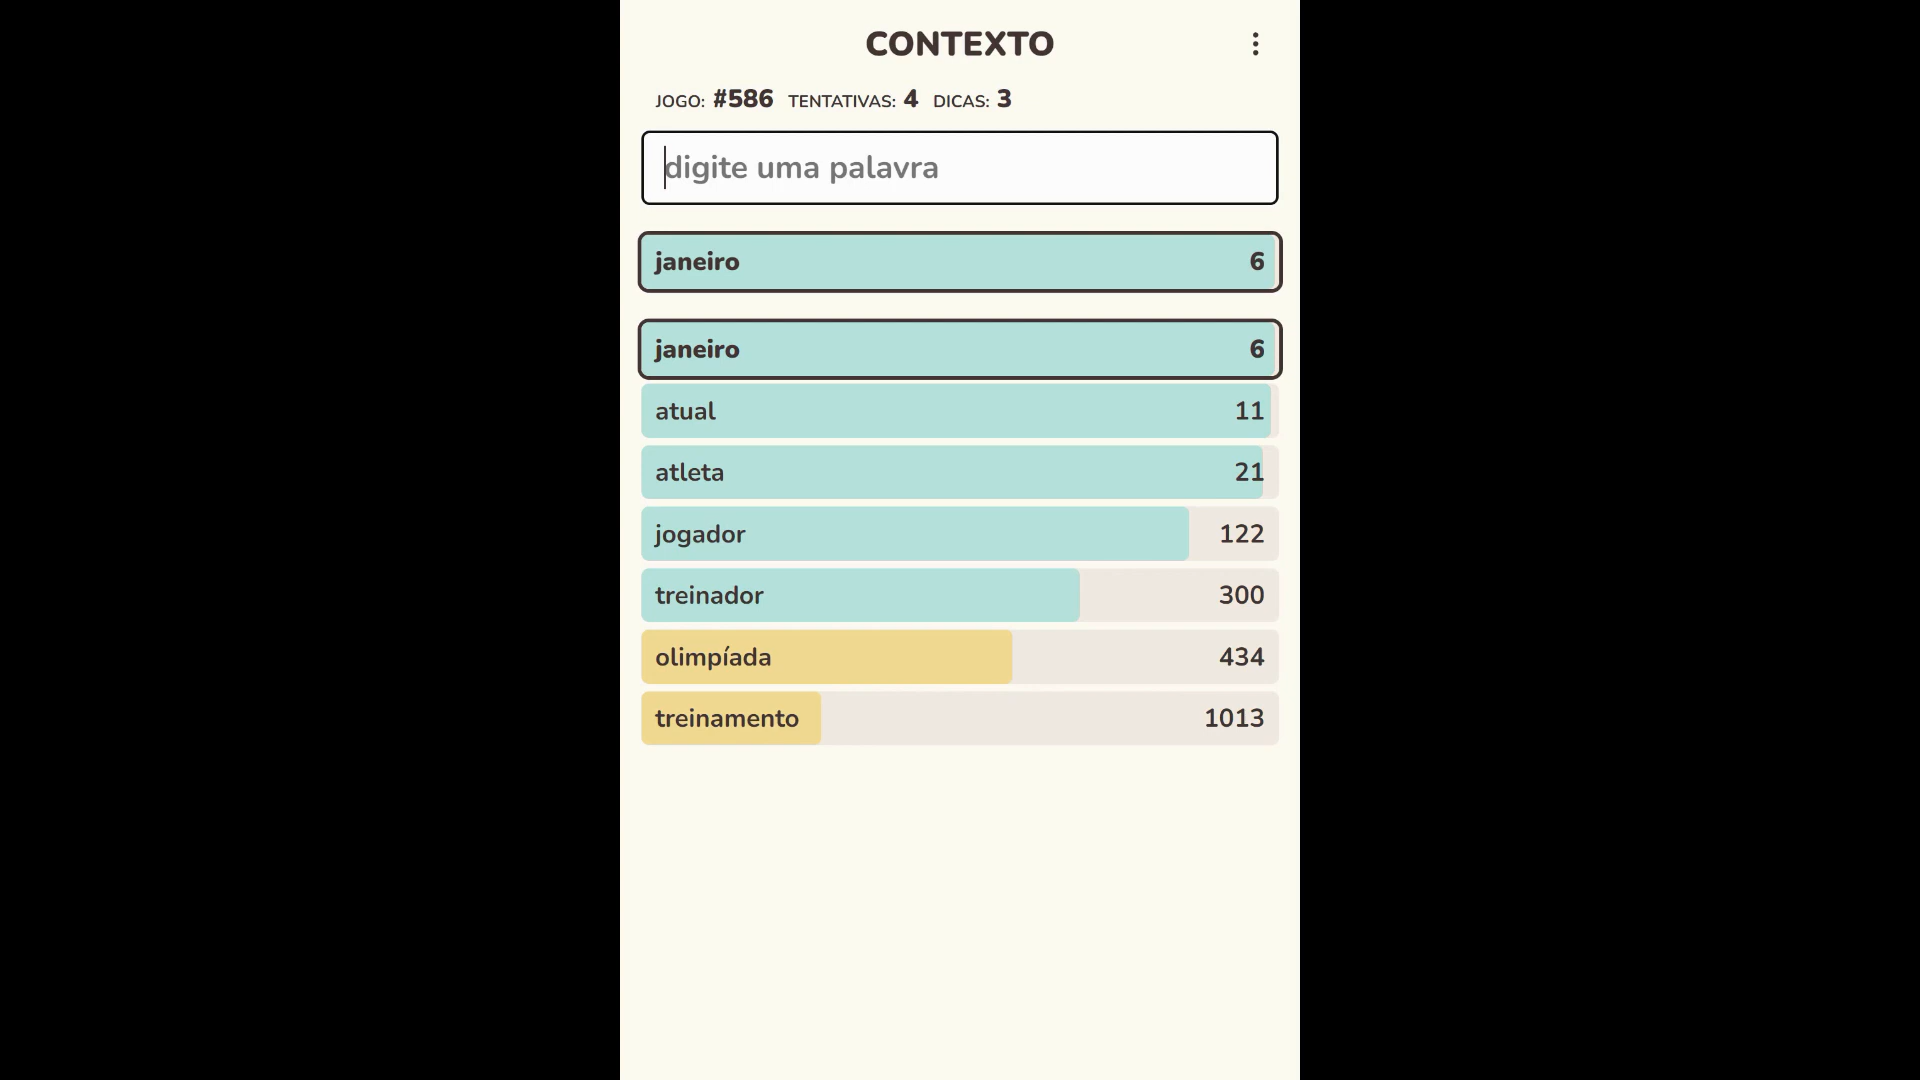 CONTEXTO
JOGO: #586 TENTATIVAS: 4 DICAS: 3
digite uma palavra
janeiro 6
janeiro 6
atual 11
atleta 21
jogador 122
treinador 300
olimpíada 434
treinamento 1013